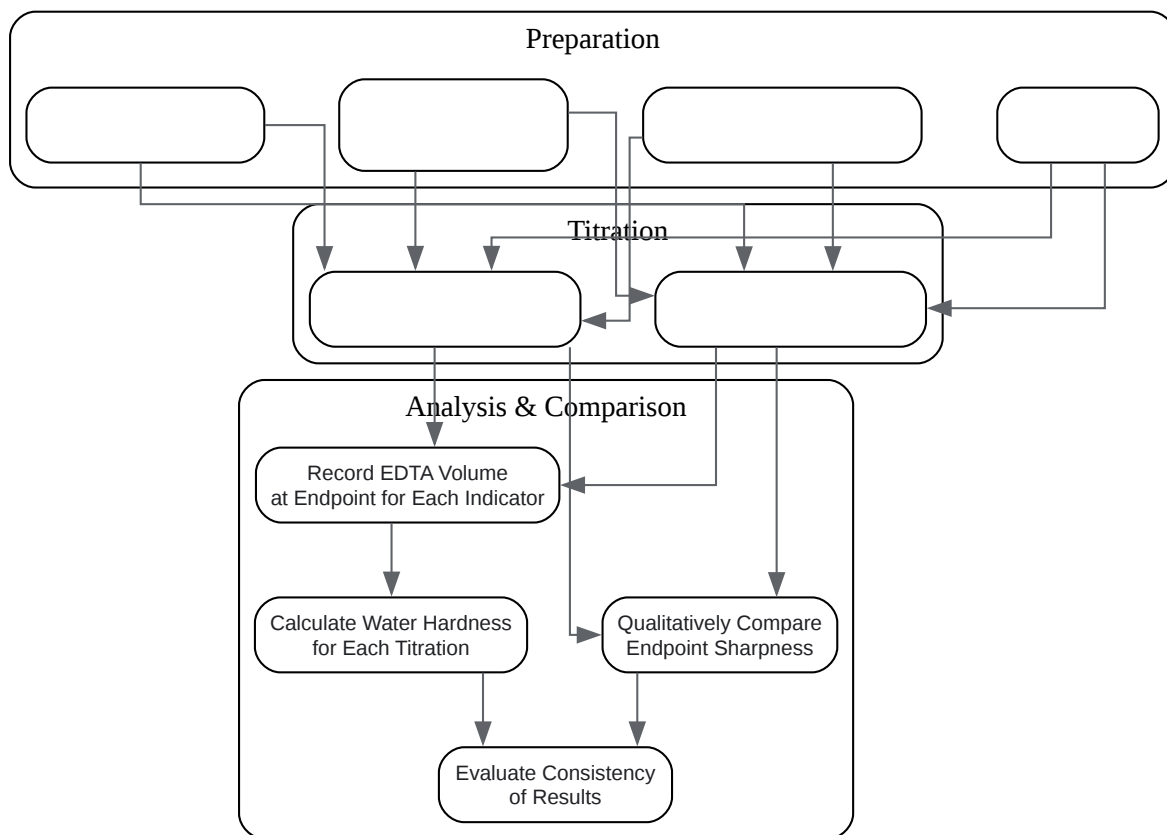 Preparation
Titration
Analysis & Comparison
Record EDTA Volume
at Endpoint for Each Indicator
Calculate Water Hardness
for Each Titration
Qualitatively Compare
Endpoint Sharpness
Evaluate Consistency
of Results